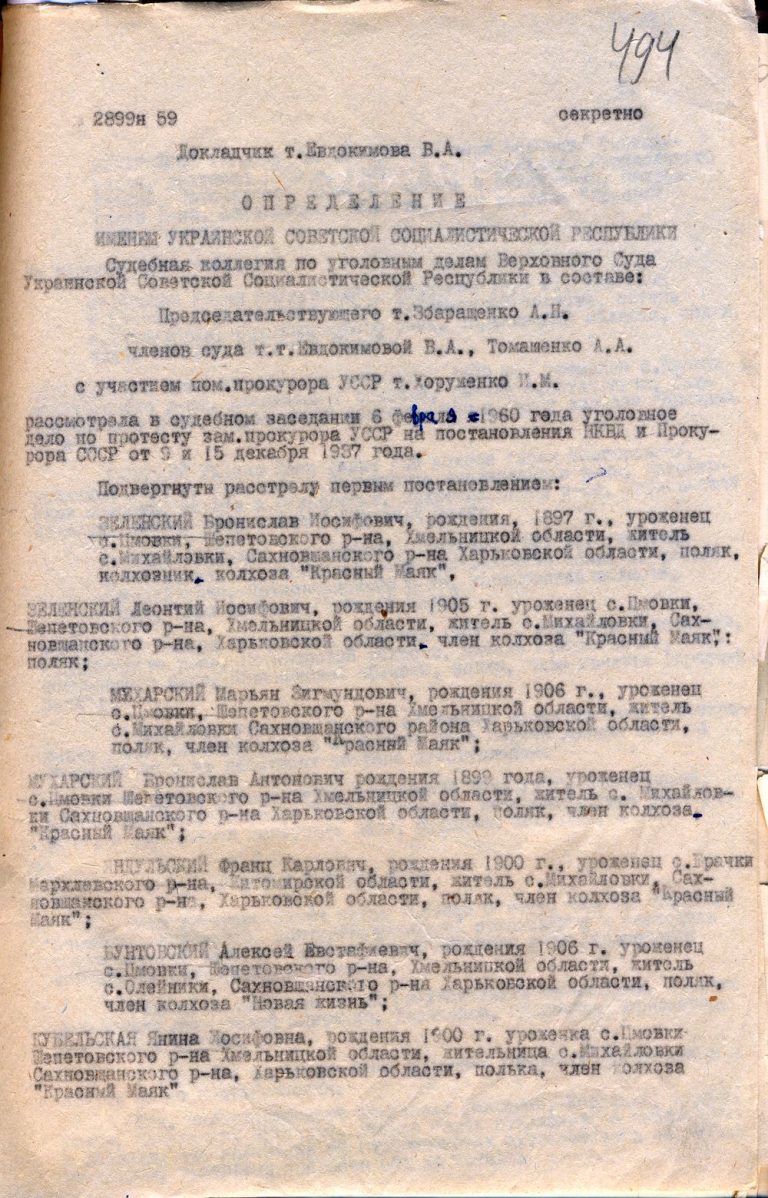 494
2899н 59 секретно
Докладчик т.Евдокимова В.А.
ОПРЕДЕЛЕНИЕ
ИМЕНЕМ УКРАИНСКОЙ СОВЕТСКОЙ СОЦИАЛИСТИЧЕСКОЙ РЕСПУБЛИКИ
Судебная коллегия по уголовным делам Верховного Суда
Украинской Советской Социалистической Республики в составе:
Председательствующего т.Збаращенко А.Н.
членов суда т.т.Евдокимовой В.А., Томашенко А.А.
с участием пом.прокурора УССР т.Хоруженко И.М.
рассмотрела в судебном заседании 6 февраля 1960 года уголовное
дело по протесту зам.прокурора УССР на постановления НКВД и Проку-
рора СССР от 9 и 15 декабря 1937 года.
Подвергнуты расстрелу первым постановлением:
ЗЕЛЕНСКИЙ Бронислав Иосифович, рождения, 1897 г., уроженец
с.Цмовки, Шепетовского р-на, Хмельницкой области, житель
с.Михайловки, Сахновщанского р-на Харьковской области, поляк,
колхозник, колхоза "Красный Маяк",
ЗЕЛЕНСКИЙ Леонтий Иосифович, рождения 1905 г. уроженец с.Цмовки,
Шепетовского р-на, Хмельницкой области, житель с.Михайловки, Сах-
новщанского р-на, Харьковской области, член колхоза "Красный Маяк":
поляк;
МИХАРСКИЙ Марьян Зигмундович, рождения 1906 г., уроженец
с.Цмовки, Шепетовского р-на Хмельницкой области, житель
с.Михайловки Сахновщанского района Харьковской области,
поляк, член колхоза "Красный Маяк";
МУХАРСКИЙ Бронислав Антонович рождения 1899 года, уроженец
с.Цмовки Шепетовского р-на Хмельницкой области, житель с. Михайлов-
ки Сахновщанского р-на Харьковской области, поляк, член колхоза
"Красный Маяк";
ЯНДУЛЬСКИЙ Франц Карлович, рождения 1900 г., уроженец с.Врачки
Мархлевского р-на, Житомирской области, житель с.Михайловки, Сах-
новщанского р-на, Харьковской области, поляк, член колхоза "Красный
Маяк";
БУНТОВСКИЙ Алексей Евстафиевич, рождения 1906 г. уроженец
с.Цмовки, Шепетовского р-на, Хмельницкой области, житель
с.Олейники, Сахновщанского р-на Харьковской области, поляк,
член колхоза "Новая жизнь";
КУБЕЛЬСКАЯ Янина Иосифовна, рождения 1900 г. уроженка с.Цмовки
Шепетовского р-на Хмельницкой области, жительница с.Михайловки
Сахновщанского р-на, Харьковской области, полька, член колхоза
"Красный Маяк"